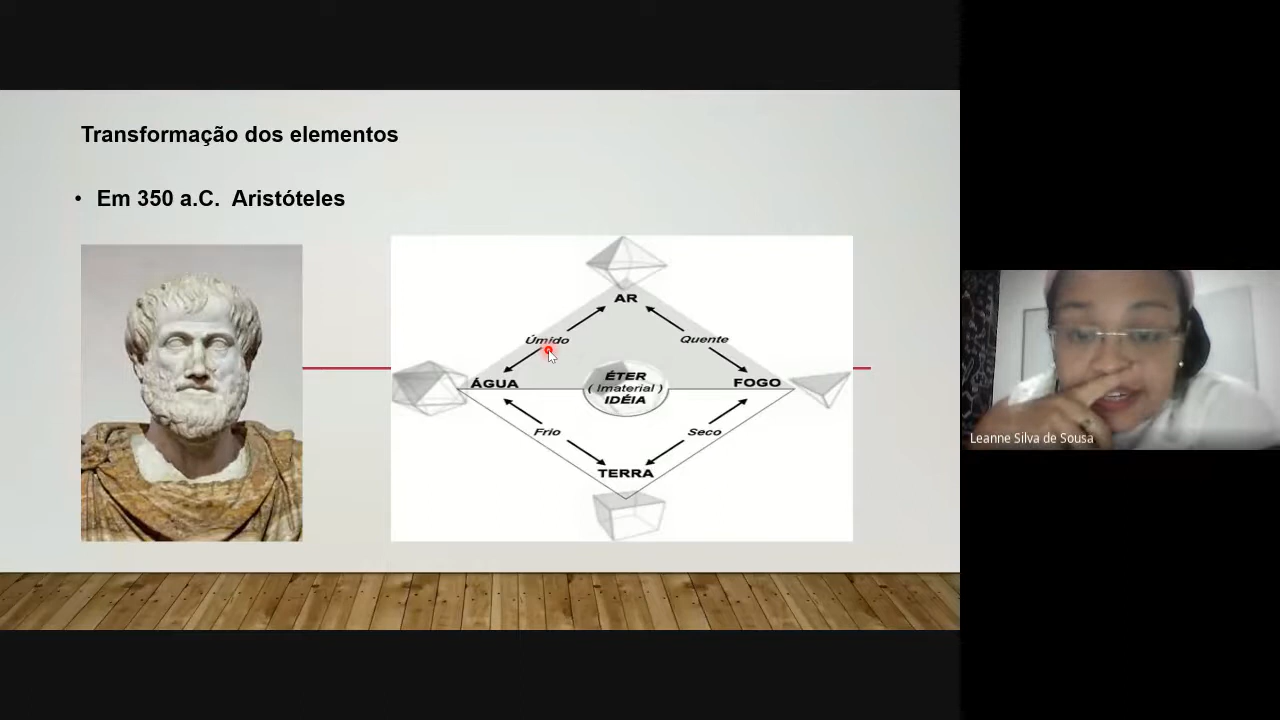 Transformação dos elementos
• Em 350 a.C. Aristóteles
AR
Úmido
Quente
ÉTER
ÁGUA
( Imaterial )
FOGO
IDÉIA
Frio
Seco
TERRA
Leanne Silva de Sousa